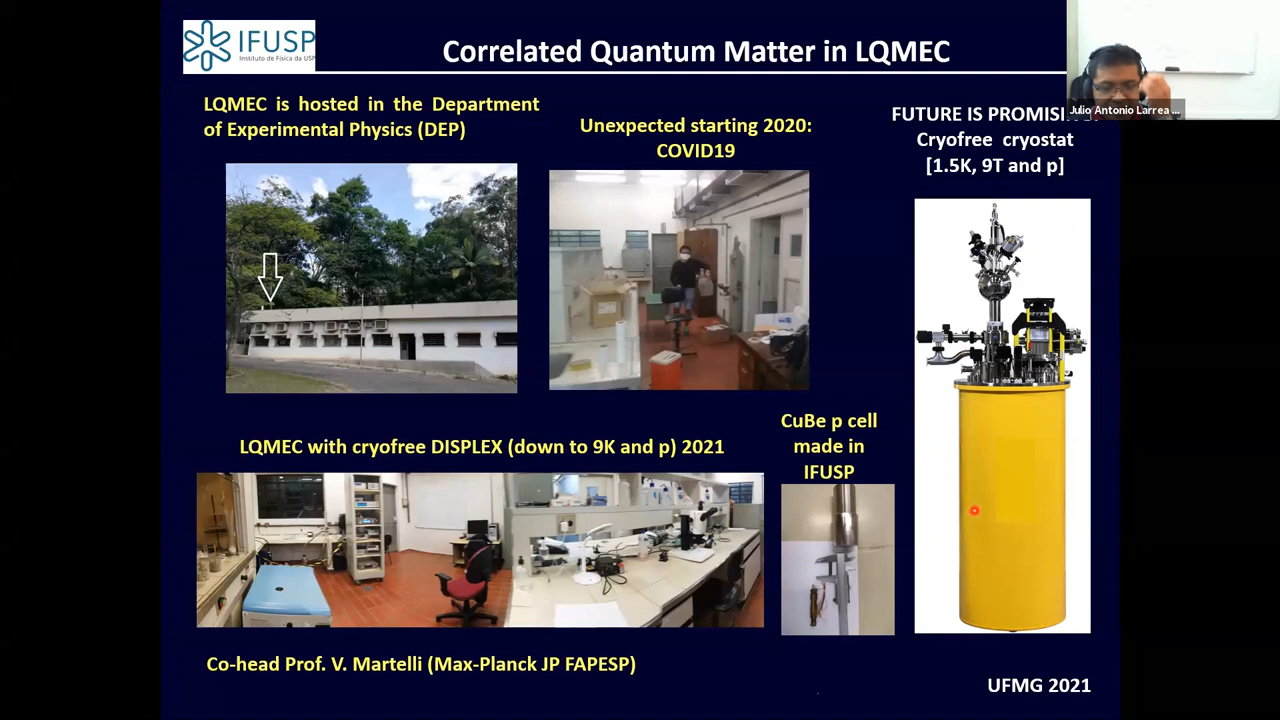 IFUSP
Instituto de Física da USP
Correlated Quantum Matter in LQMEC
Julio Antonio Larrea ...
LQMEC is hosted in the Department
of Experimental Physics (DEP)
Unexpected starting 2020:
COVID19
FUTURE IS PROMISI
Cryofree cryostat
[1.5K, 9T and p]
LQMEC with cryofree DISPLEX (down to 9K and p) 2021
CuBe p cell
made in
IFUSP
Co-head Prof. V. Martelli (Max-Planck JP FAPESP)
UFMG 2021